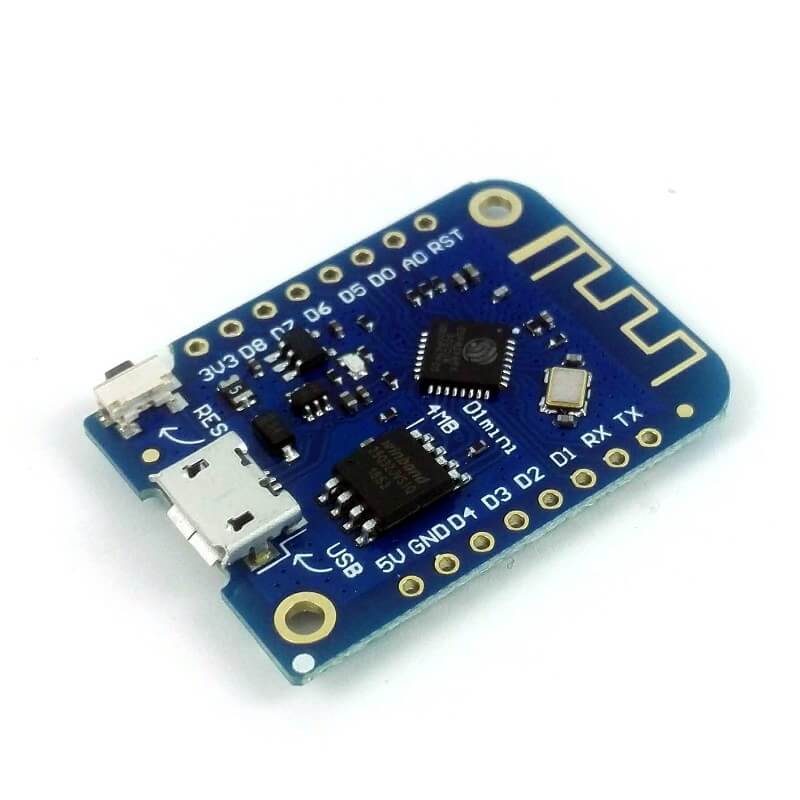 RST
A0
D0
D5
D6
D7
D8
3V3
RES
4MB
D1mini
winbond
USB
5V
GND
D4
D3
D2
D1
RX
TX